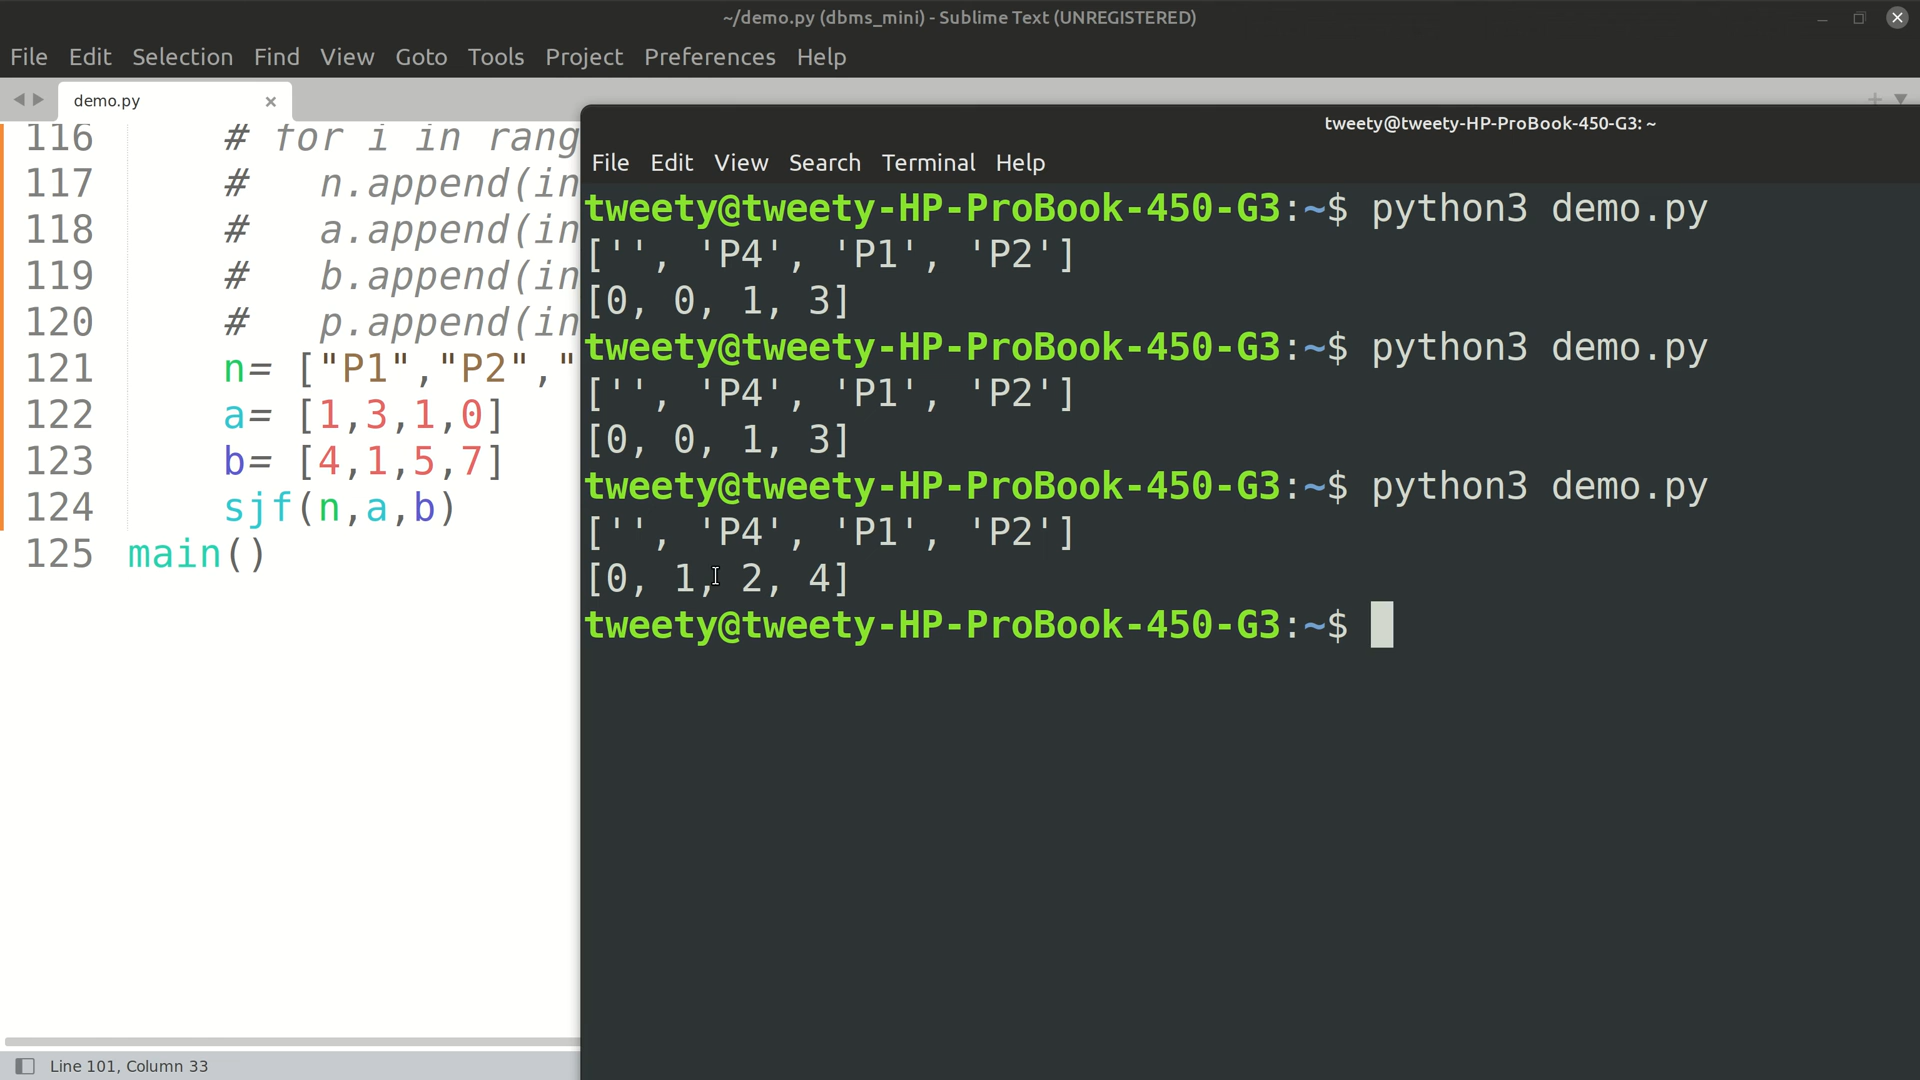 ~/demo.py (dbms_mini) - Sublime Text (UNREGISTERED)
File Edit Selection Find View Goto Tools Project Preferences Help
demo.py
116 # for i in rang
117 # n.append(in
118 # a.append(in
119 # b.append(in
120 # p.append(in
121 n= ["P1","P2","
122 a= [1,3,1,0]
123 b= [4,1,5,7]
124 sjf(n,a,b)
125 main()
Line 101, Column 33
tweety@tweety-HP-ProBook-450-G3: ~
File Edit View Search Terminal Help
tweety@tweety-HP-ProBook-450-G3:~$ python3 demo.py
['', 'P4', 'P1', 'P2']
[0, 0, 1, 3]
tweety@tweety-HP-ProBook-450-G3:~$ python3 demo.py
['', 'P4', 'P1', 'P2']
[0, 0, 1, 3]
tweety@tweety-HP-ProBook-450-G3:~$ python3 demo.py
['', 'P4', 'P1', 'P2']
[0, 1, 2, 4]
tweety@tweety-HP-ProBook-450-G3:~$